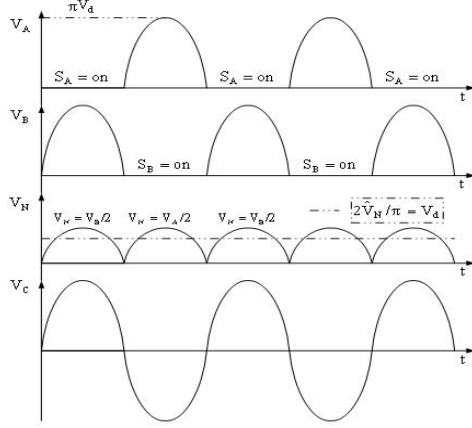 πV_d
V_A
S_A = on S_A = on S_A = on
t
V_B
S_B = on S_B = on
t
V_N
V_N = V_B/2 V_N = V_A/2 V_N = V_B/2
2V̂_N/π = V_d
t
V_C
t